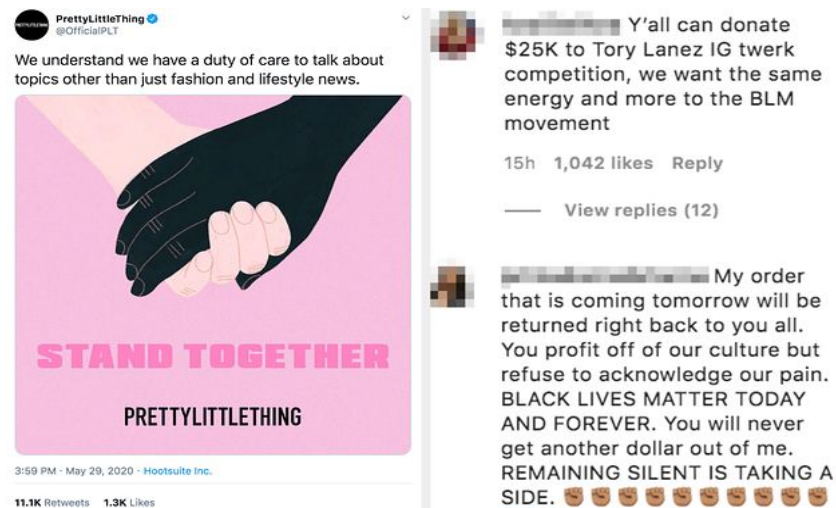 PrettyLittleThing
@OfficialPLT
We understand we have a duty of care to talk about
topics other than just fashion and lifestyle news.
STAND TOGETHER
PRETTYLITTLETHING
3:59 PM · May 29, 2020 · Hootsuite Inc.
11.1K Retweets 1.3K Likes
Y'all can donate
$25K to Tory Lanez IG twerk
competition, we want the same
energy and more to the BLM
movement
15h 1,042 likes Reply
View replies (12)
My order
that is coming tomorrow will be
returned right back to you all.
You profit off of our culture but
refuse to acknowledge our pain.
BLACK LIVES MATTER TODAY
AND FOREVER. You will never
get another dollar out of me.
REMAINING SILENT IS TAKING A
SIDE. ✊🏽✊🏽✊🏽✊🏽✊🏽✊🏽✊🏽✊🏽✊🏽✊🏽